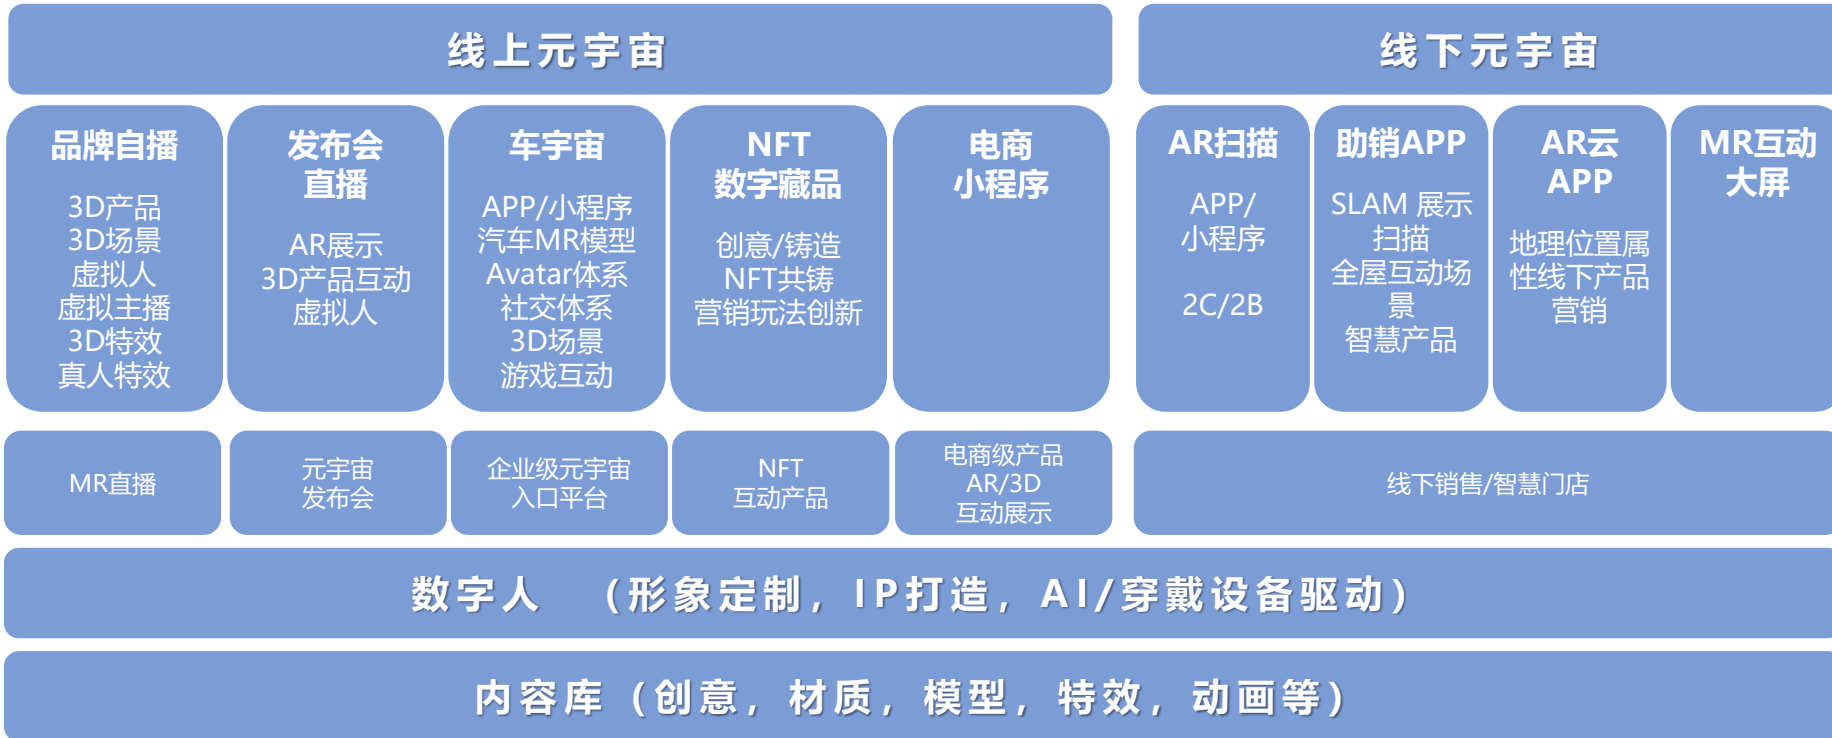 线上元宇宙
线下元宇宙
品牌自播
3D产品
3D场景
虚拟人
虚拟主播
3D特效
真人特效
发布会
直播
AR展示
3D产品互动
虚拟人
车宇宙
APP/小程序
汽车MR模型
Avatar体系
社交体系
3D场景
游戏互动
NFT
数字藏品
创意/铸造
NFT共铸
营销玩法创新
电商
小程序
AR扫描
APP/
小程序
2C/2B
助销APP
SLAM 展示
扫描
全屋互动场
景
智慧产品
AR云
APP
地理位置属
性线下产品
营销
MR互动
大屏
MR直播
元宇宙
发布会
企业级元宇宙
入口平台
NFT
互动产品
电商级产品
AR/3D
互动展示
线下销售/智慧门店
数字人 （形象定制，IP打造，AI/穿戴设备驱动）
内容库（创意，材质，模型，特效，动画等）